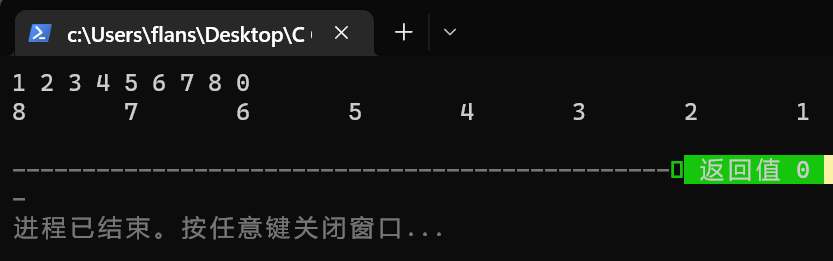 c:\Users\flans\Desktop\C
1 2 3 4 5 6 7 8 0
8 7 6 5 4 3 2 1
返回值 0
进程已结束。按任意键关闭窗口...